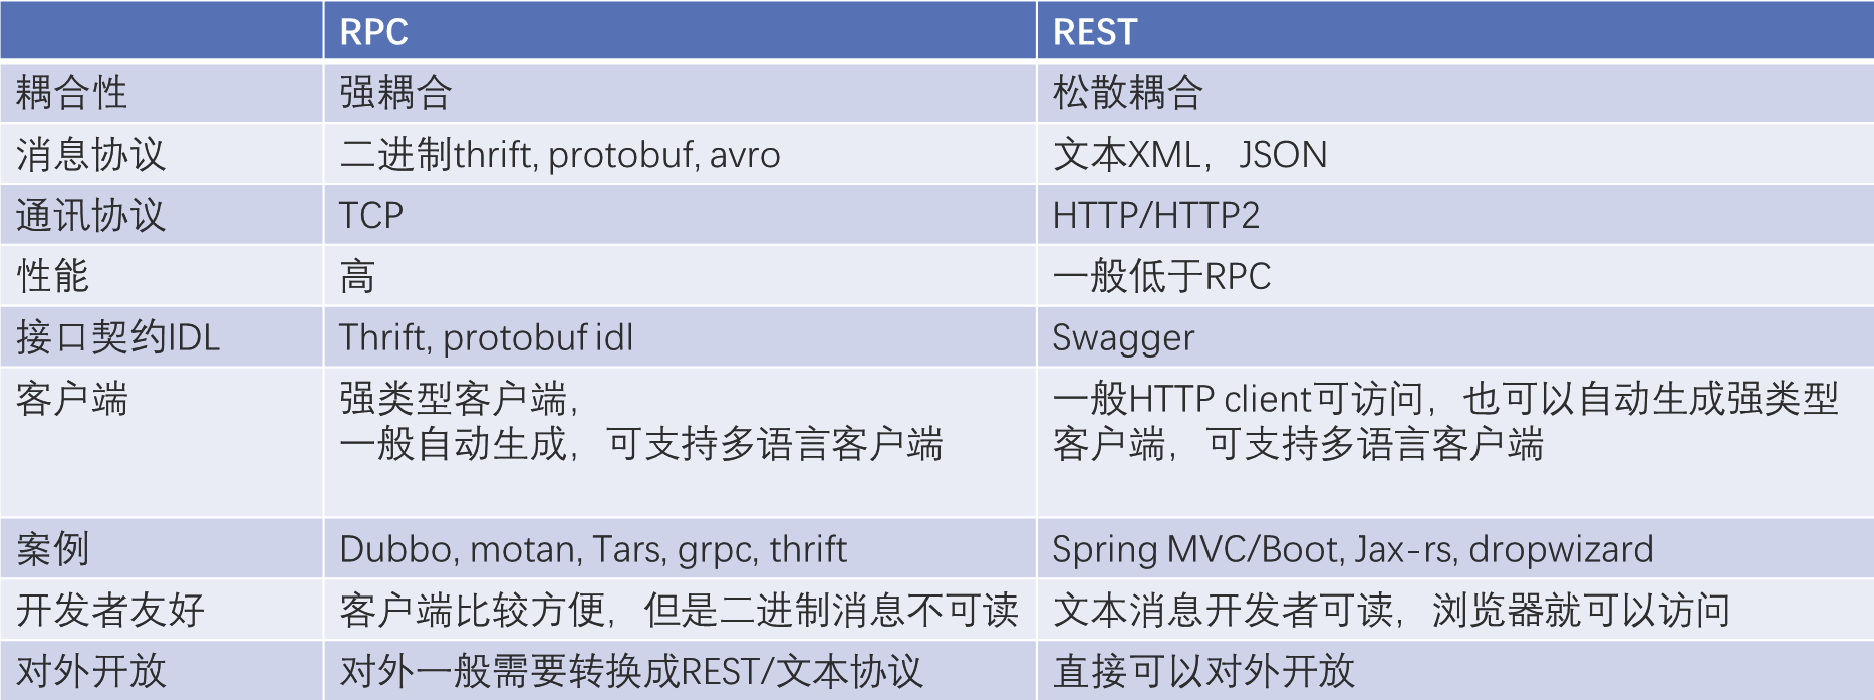 RPC
REST
耦合性
强耦合
松散耦合
消息协议
二进制thrift, protobuf, avro
文本XML，JSON
通讯协议
TCP
HTTP/HTTP2
性能
高
一般低于RPC
接口契约IDL
Thrift, protobuf idl
Swagger
客户端
强类型客户端，
一般自动生成，可支持多语言客户端
一般HTTP client可访问，也可以自动生成强类型
客户端，可支持多语言客户端
案例
Dubbo, motan, Tars, grpc, thrift
Spring MVC/Boot, Jax-rs, dropwizard
开发者友好
客户端比较方便，但是二进制消息不可读
文本消息开发者可读，浏览器就可以访问
对外开放
对外一般需要转换成REST/文本协议
直接可以对外开放